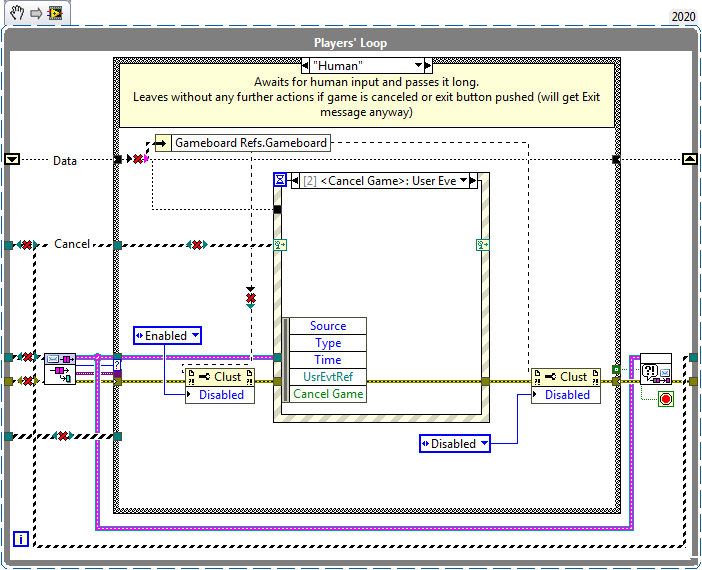 2020
Players' Loop
"Human"
Awaits for human input and passes it long.
Leaves without any further actions if game is canceled or exit button pushed (will get Exit
message anyway)
Gameboard Refs.Gameboard
Data
[2] <Cancel Game>: User Eve
Cancel
Source
Enabled
Type
Time
?
Clust
UsrEvtRef
Clust
?!
Disabled
Cancel Game
Disabled
Disabled
i